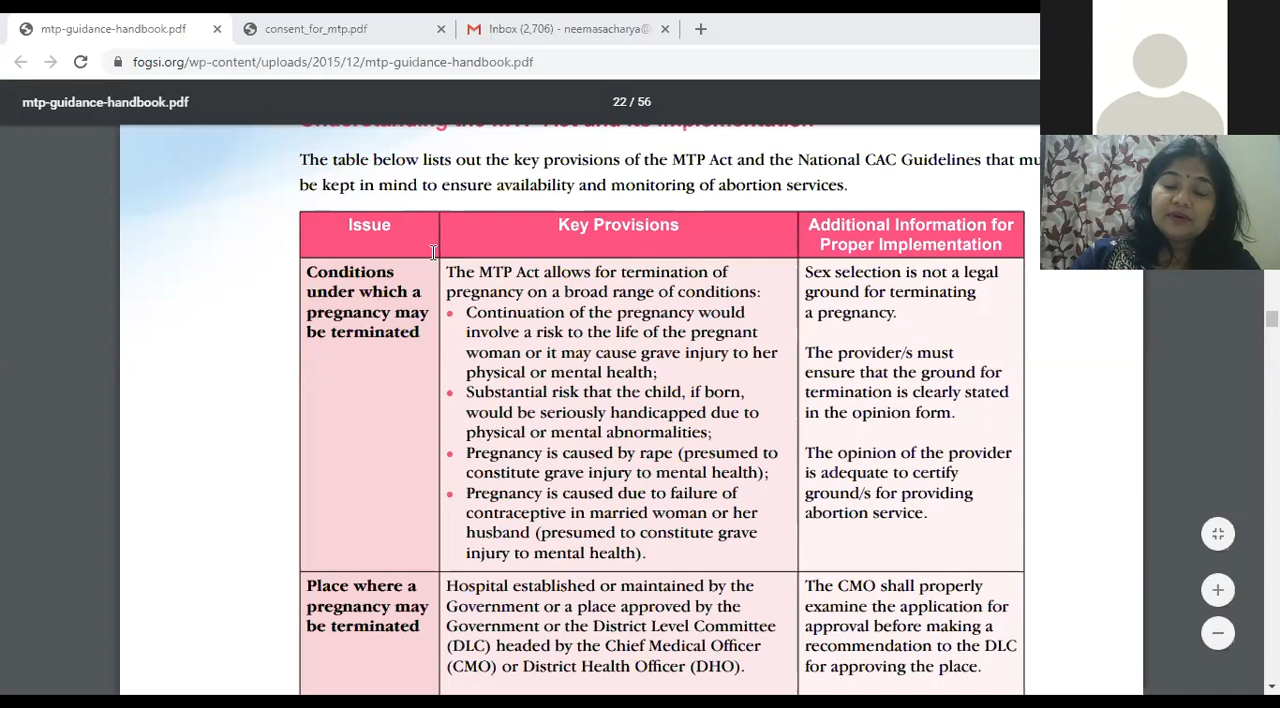 mtp-guidance-handbook.pdf
consent_for_mtp.pdf
Inbox (2,706) - neemasacharya@
fogsi.org/wp-content/uploads/2015/12/mtp-guidance-handbook.pdf
mtp-guidance-handbook.pdf
22 / 56
Understanding the MTP Act and its Implementation
The table below lists out the key provisions of the MTP Act and the National CAC Guidelines that mu
be kept in mind to ensure availability and monitoring of abortion services.
Issue
Key Provisions
Additional Information for
Proper Implementation
Conditions
under which a
pregnancy may
be terminated
The MTP Act allows for termination of
pregnancy on a broad range of conditions:
• Continuation of the pregnancy would
involve a risk to the life of the pregnant
woman or it may cause grave injury to her
physical or mental health;
• Substantial risk that the child, if born,
would be seriously handicapped due to
physical or mental abnormalities;
• Pregnancy is caused by rape (presumed to
constitute grave injury to mental health);
• Pregnancy is caused due to failure of
contraceptive in married woman or her
husband (presumed to constitute grave
injury to mental health).
Sex selection is not a legal
ground for terminating
a pregnancy.
The provider/s must
ensure that the ground for
termination is clearly stated
in the opinion form.
The opinion of the provider
is adequate to certify
ground/s for providing
abortion service.
Place where a
pregnancy may
be terminated
Hospital established or maintained by the
Government or a place approved by the
Government or the District Level Committee
(DLC) headed by the Chief Medical Officer
(CMO) or District Health Officer (DHO).
The CMO shall properly
examine the application for
approval before making a
recommendation to the DLC
for approving the place.